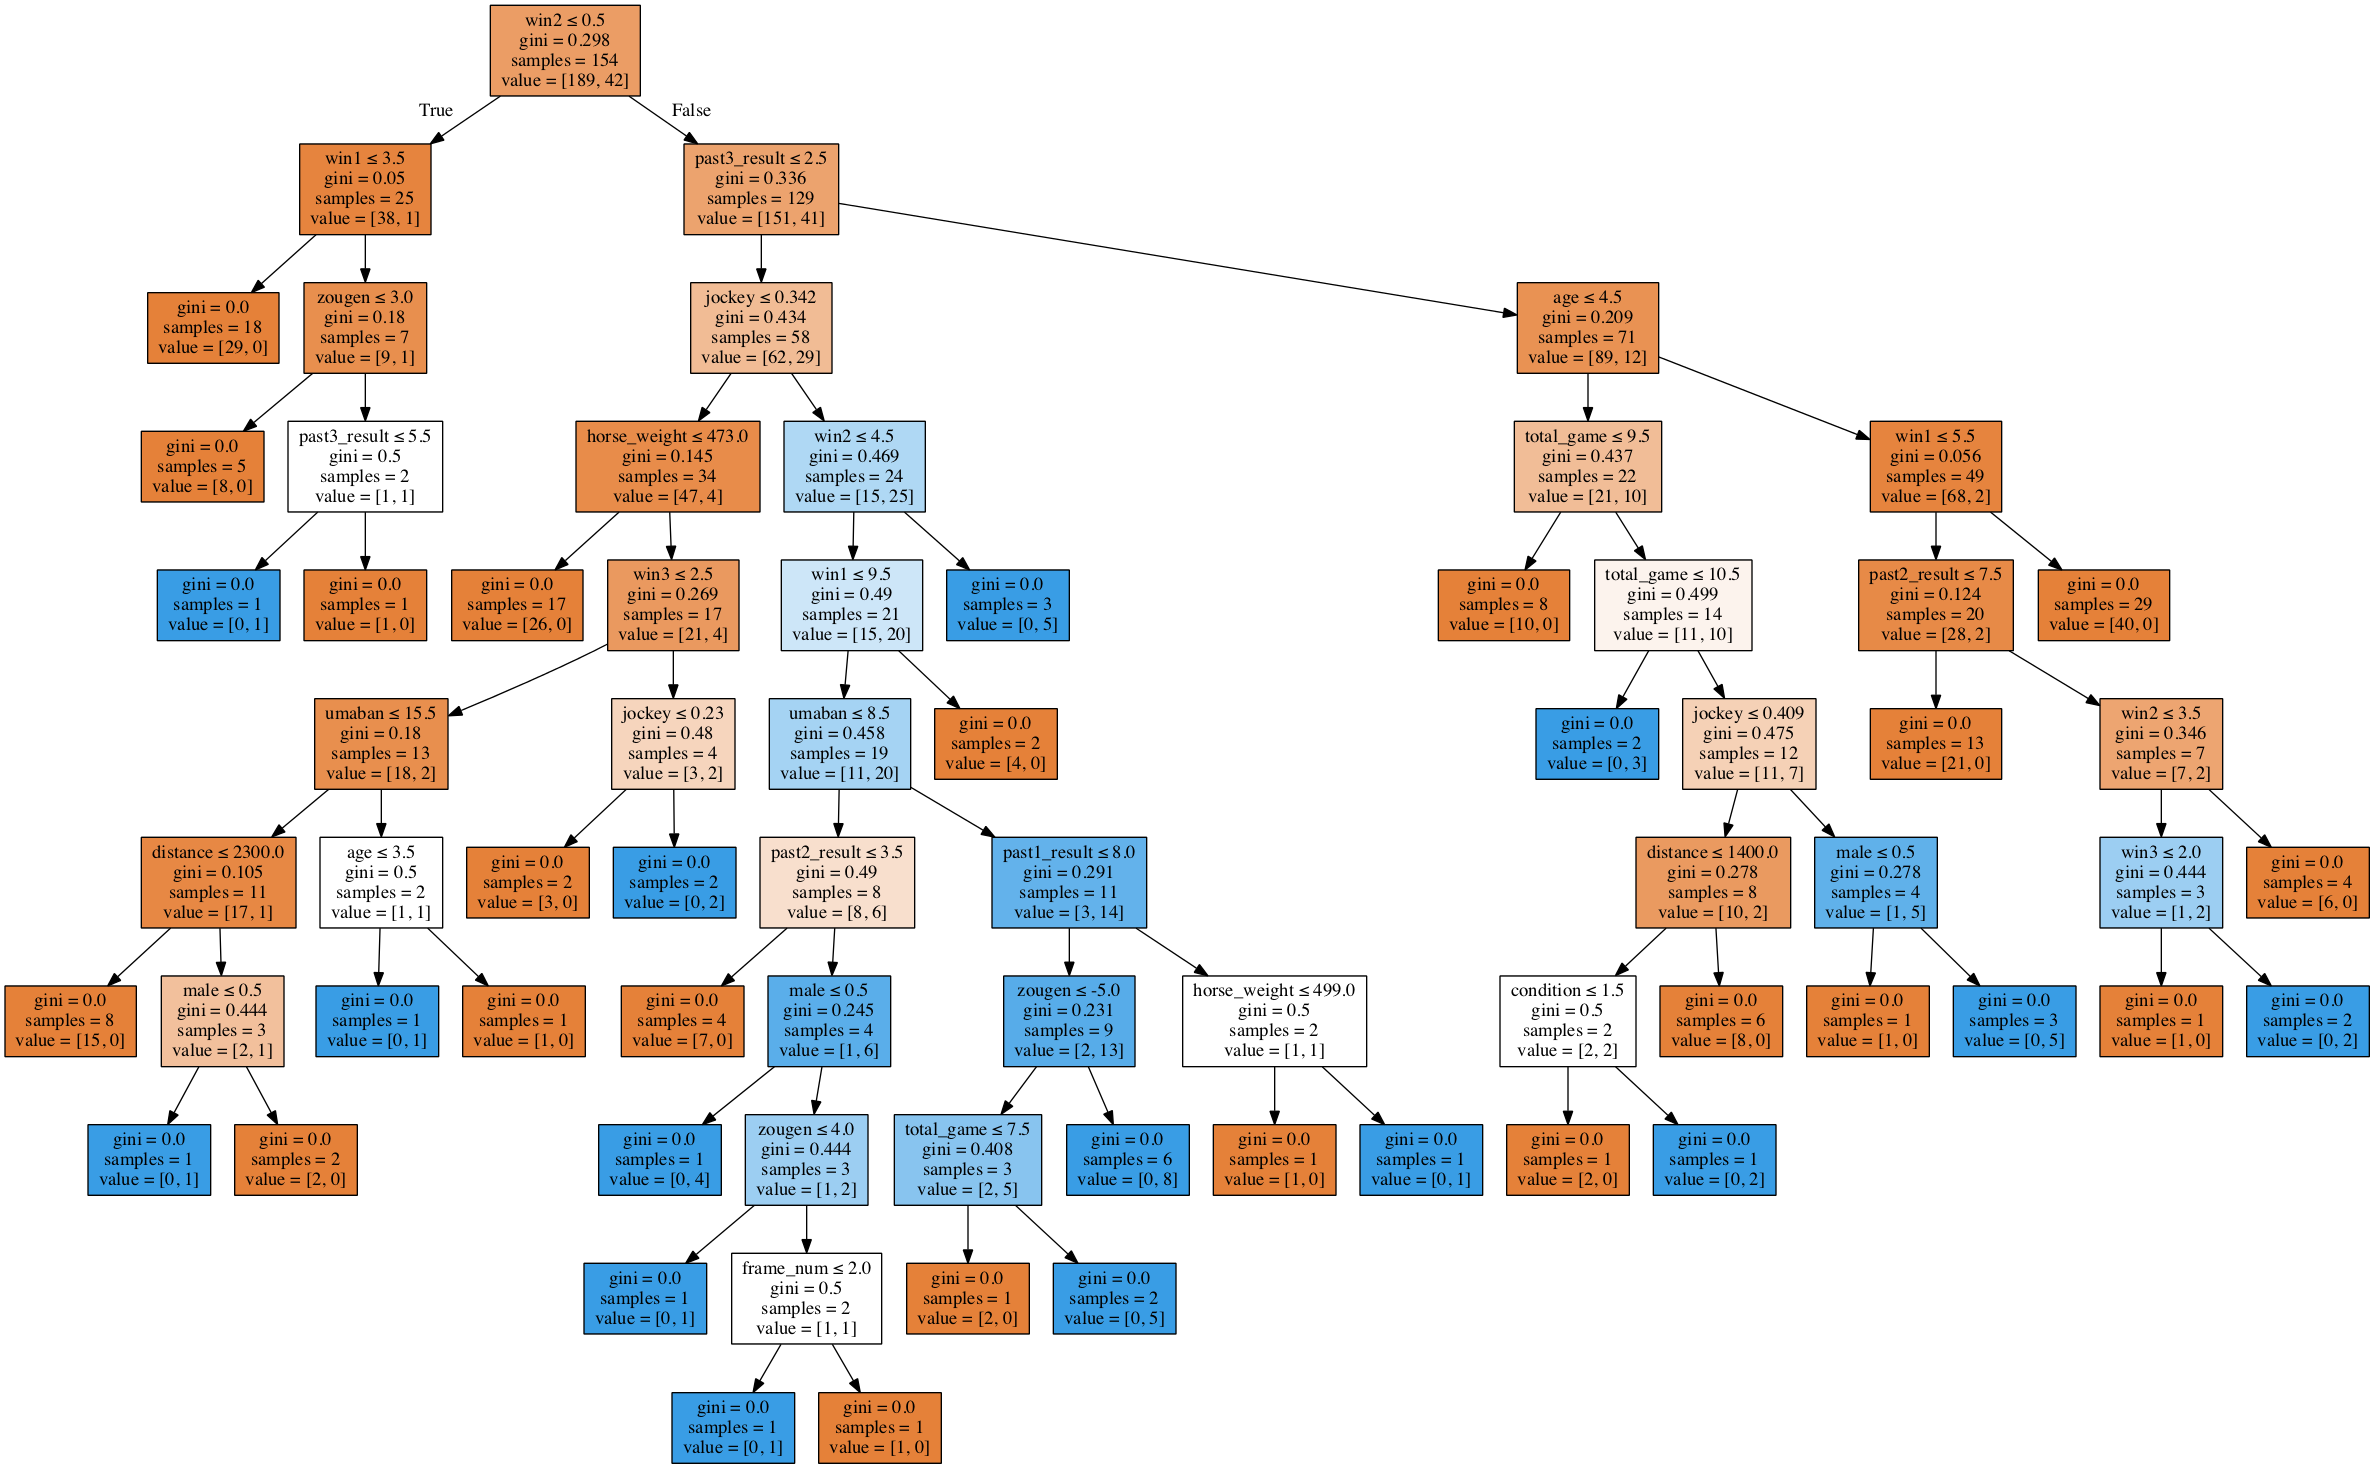 win2 ≤ 0.5
gini = 0.298
samples = 154
value = [189, 42]
True
False
win1 ≤ 3.5
gini = 0.05
samples = 25
value = [38, 1]
past3_result ≤ 2.5
gini = 0.336
samples = 129
value = [151, 41]
gini = 0.0
samples = 18
value = [29, 0]
zougen ≤ 3.0
gini = 0.18
samples = 7
value = [9, 1]
jockey ≤ 0.342
gini = 0.434
samples = 58
value = [62, 29]
age ≤ 4.5
gini = 0.209
samples = 71
value = [89, 12]
gini = 0.0
samples = 5
value = [8, 0]
past3_result ≤ 5.5
gini = 0.5
samples = 2
value = [1, 1]
horse_weight ≤ 473.0
gini = 0.145
samples = 34
value = [47, 4]
win2 ≤ 4.5
gini = 0.469
samples = 24
value = [15, 25]
total_game ≤ 9.5
gini = 0.437
samples = 22
value = [21, 10]
win1 ≤ 5.5
gini = 0.056
samples = 49
value = [68, 2]
gini = 0.0
samples = 1
value = [0, 1]
gini = 0.0
samples = 1
value = [1, 0]
gini = 0.0
samples = 17
value = [26, 0]
win3 ≤ 2.5
gini = 0.269
samples = 17
value = [21, 4]
win1 ≤ 9.5
gini = 0.49
samples = 21
value = [15, 20]
gini = 0.0
samples = 3
value = [0, 5]
gini = 0.0
samples = 8
value = [10, 0]
total_game ≤ 10.5
gini = 0.499
samples = 14
value = [11, 10]
past2_result ≤ 7.5
gini = 0.124
samples = 20
value = [28, 2]
gini = 0.0
samples = 29
value = [40, 0]
umaban ≤ 15.5
gini = 0.18
samples = 13
value = [18, 2]
jockey ≤ 0.23
gini = 0.48
samples = 4
value = [3, 2]
umaban ≤ 8.5
gini = 0.458
samples = 19
value = [11, 20]
gini = 0.0
samples = 2
value = [4, 0]
gini = 0.0
samples = 2
value = [0, 3]
jockey ≤ 0.409
gini = 0.475
samples = 12
value = [11, 7]
gini = 0.0
samples = 13
value = [21, 0]
win2 ≤ 3.5
gini = 0.346
samples = 7
value = [7, 2]
distance ≤ 2300.0
gini = 0.105
samples = 11
value = [17, 1]
age ≤ 3.5
gini = 0.5
samples = 2
value = [1, 1]
gini = 0.0
samples = 2
value = [3, 0]
gini = 0.0
samples = 2
value = [0, 2]
past2_result ≤ 3.5
gini = 0.49
samples = 8
value = [8, 6]
past1_result ≤ 8.0
gini = 0.291
samples = 11
value = [3, 14]
distance ≤ 1400.0
gini = 0.278
samples = 8
value = [10, 2]
male ≤ 0.5
gini = 0.278
samples = 4
value = [1, 5]
win3 ≤ 2.0
gini = 0.444
samples = 3
value = [1, 2]
gini = 0.0
samples = 4
value = [6, 0]
gini = 0.0
samples = 8
value = [15, 0]
male ≤ 0.5
gini = 0.444
samples = 3
value = [2, 1]
gini = 0.0
samples = 1
value = [0, 1]
gini = 0.0
samples = 1
value = [1, 0]
gini = 0.0
samples = 4
value = [7, 0]
male ≤ 0.5
gini = 0.245
samples = 4
value = [1, 6]
zougen ≤ -5.0
gini = 0.231
samples = 9
value = [2, 13]
horse_weight ≤ 499.0
gini = 0.5
samples = 2
value = [1, 1]
condition ≤ 1.5
gini = 0.5
samples = 2
value = [2, 2]
gini = 0.0
samples = 6
value = [8, 0]
gini = 0.0
samples = 1
value = [1, 0]
gini = 0.0
samples = 3
value = [0, 5]
gini = 0.0
samples = 1
value = [1, 0]
gini = 0.0
samples = 2
value = [0, 2]
gini = 0.0
samples = 1
value = [0, 1]
gini = 0.0
samples = 2
value = [2, 0]
gini = 0.0
samples = 1
value = [0, 4]
zougen ≤ 4.0
gini = 0.444
samples = 3
value = [1, 2]
total_game ≤ 7.5
gini = 0.408
samples = 3
value = [2, 5]
gini = 0.0
samples = 6
value = [0, 8]
gini = 0.0
samples = 1
value = [1, 0]
gini = 0.0
samples = 1
value = [0, 1]
gini = 0.0
samples = 1
value = [2, 0]
gini = 0.0
samples = 1
value = [0, 2]
gini = 0.0
samples = 1
value = [0, 1]
frame_num ≤ 2.0
gini = 0.5
samples = 2
value = [1, 1]
gini = 0.0
samples = 1
value = [2, 0]
gini = 0.0
samples = 2
value = [0, 5]
gini = 0.0
samples = 1
value = [0, 1]
gini = 0.0
samples = 1
value = [1, 0]